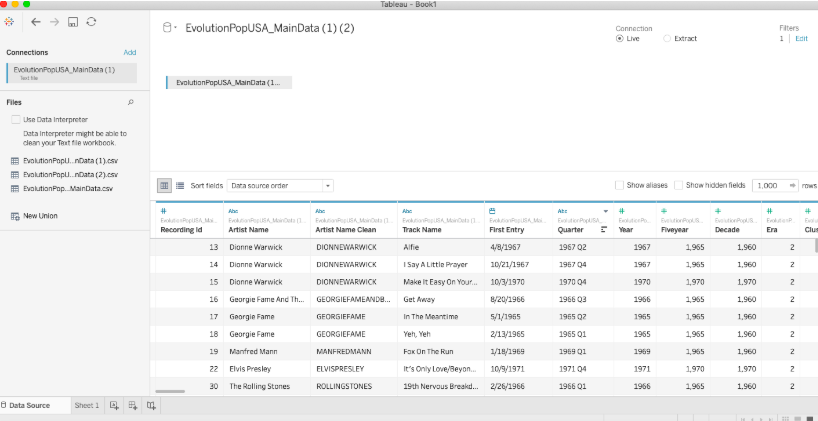 Tableau - Book1
Connections Add
EvolutionPopUSA_MainData (1)
Text file
Files
Use Data Interpreter
Data Interpreter might be able to
clean your Text file workbook.
EvolutionPopU...nData (1).csv
EvolutionPopU...nData (2).csv
EvolutionPop...MainData.csv
New Union
EvolutionPopUSA_MainData (1) (2)
Connection
Live Extract
Filters
1 Edit
EvolutionPopUSA_MainData (1...
Sort fields Data source order Show aliases Show hidden fields 1,000 rows
# Abc Abc Abc Abc # # # # #
EvolutionPopUSA_Mai... EvolutionPopUSA_MainData (1... EvolutionPopUSA_MainData (1... EvolutionPopUSA_MainData (1... EvolutionPopUSA_Mai... EvolutionPopUSA_... EvolutionPo... EvolutionPopUS... EvolutionPopUS... EvolutionP... Evolu
Recording Id Artist Name Artist Name Clean Track Name First Entry Quarter Year Fiveyear Decade Era Clus
13 Dionne Warwick DIONNEWARWICK Alfie 4/8/1967 1967 Q2 1967 1,965 1,960 2
14 Dionne Warwick DIONNEWARWICK I Say A Little Prayer 10/21/1967 1967 Q4 1967 1,965 1,960 2
15 Dionne Warwick DIONNEWARWICK Make It Easy On Your... 10/3/1970 1970 Q4 1970 1,970 1,970 2
16 Georgie Fame And Th... GEORGIEFAMEANDB... Get Away 8/20/1966 1966 Q3 1966 1,965 1,960 2
17 Georgie Fame GEORGIEFAME In The Meantime 5/1/1965 1965 Q2 1965 1,965 1,960 2
18 Georgie Fame GEORGIEFAME Yeh, Yeh 2/13/1965 1965 Q1 1965 1,965 1,960 2
19 Manfred Mann MANFREDMANN Fox On The Run 1/18/1969 1969 Q1 1969 1,965 1,960 2
22 Elvis Presley ELVISPRESLEY It's Only Love/Beyon... 10/9/1971 1971 Q4 1971 1,970 1,970 2
30 The Rolling Stones ROLLINGSTONES 19th Nervous Breakd... 2/26/1966 1966 Q1 1966 1,965 1,960 2
Data Source Sheet 1